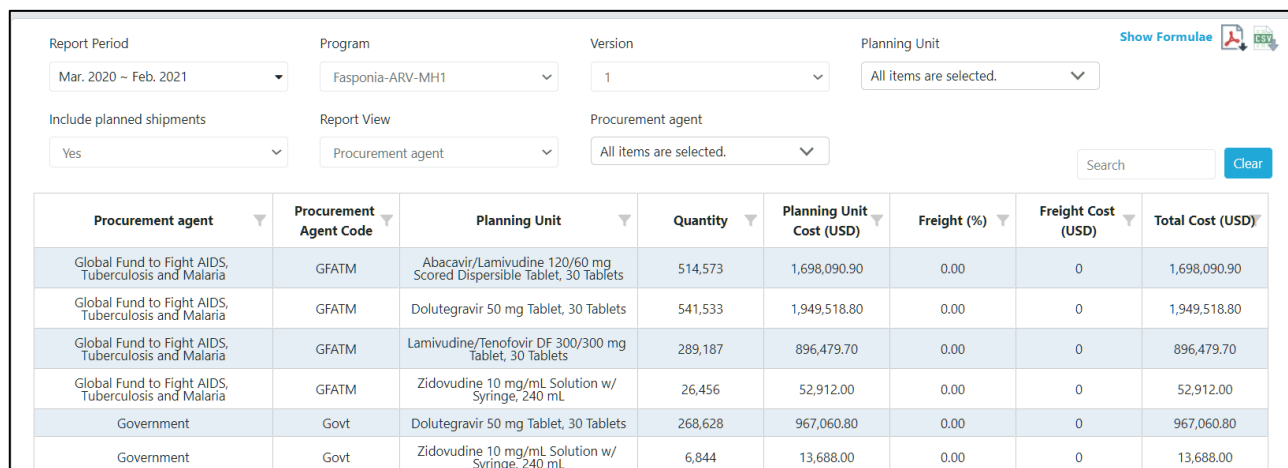 Show Formulae
CSV
Report Period Program Version Planning Unit
Mar. 2020 ~ Feb. 2021 Fasponia-ARV-MH1 1 All items are selected.
Include planned shipments Report View Procurement agent
Yes Procurement agent All items are selected. Search Clear
Procurement agent Procurement Agent Code Planning Unit Quantity Planning Unit Cost (USD) Freight (%) Freight Cost (USD) Total Cost (USD)
Global Fund to Fight AIDS, Tuberculosis and Malaria GFATM Abacavir/Lamivudine 120/60 mg Scored Dispersible Tablet, 30 Tablets 514,573 1,698,090.90 0.00 0 1,698,090.90
Global Fund to Fight AIDS, Tuberculosis and Malaria GFATM Dolutegravir 50 mg Tablet, 30 Tablets 541,533 1,949,518.80 0.00 0 1,949,518.80
Global Fund to Fight AIDS, Tuberculosis and Malaria GFATM Lamivudine/Tenofovir DF 300/300 mg Tablet, 30 Tablets 289,187 896,479.70 0.00 0 896,479.70
Global Fund to Fight AIDS, Tuberculosis and Malaria GFATM Zidovudine 10 mg/mL Solution w/ Syringe, 240 mL 26,456 52,912.00 0.00 0 52,912.00
Government Govt Dolutegravir 50 mg Tablet, 30 Tablets 268,628 967,060.80 0.00 0 967,060.80
Government Govt Zidovudine 10 mg/mL Solution w/ Syringe, 240 mL 6,844 13,688.00 0.00 0 13,688.00